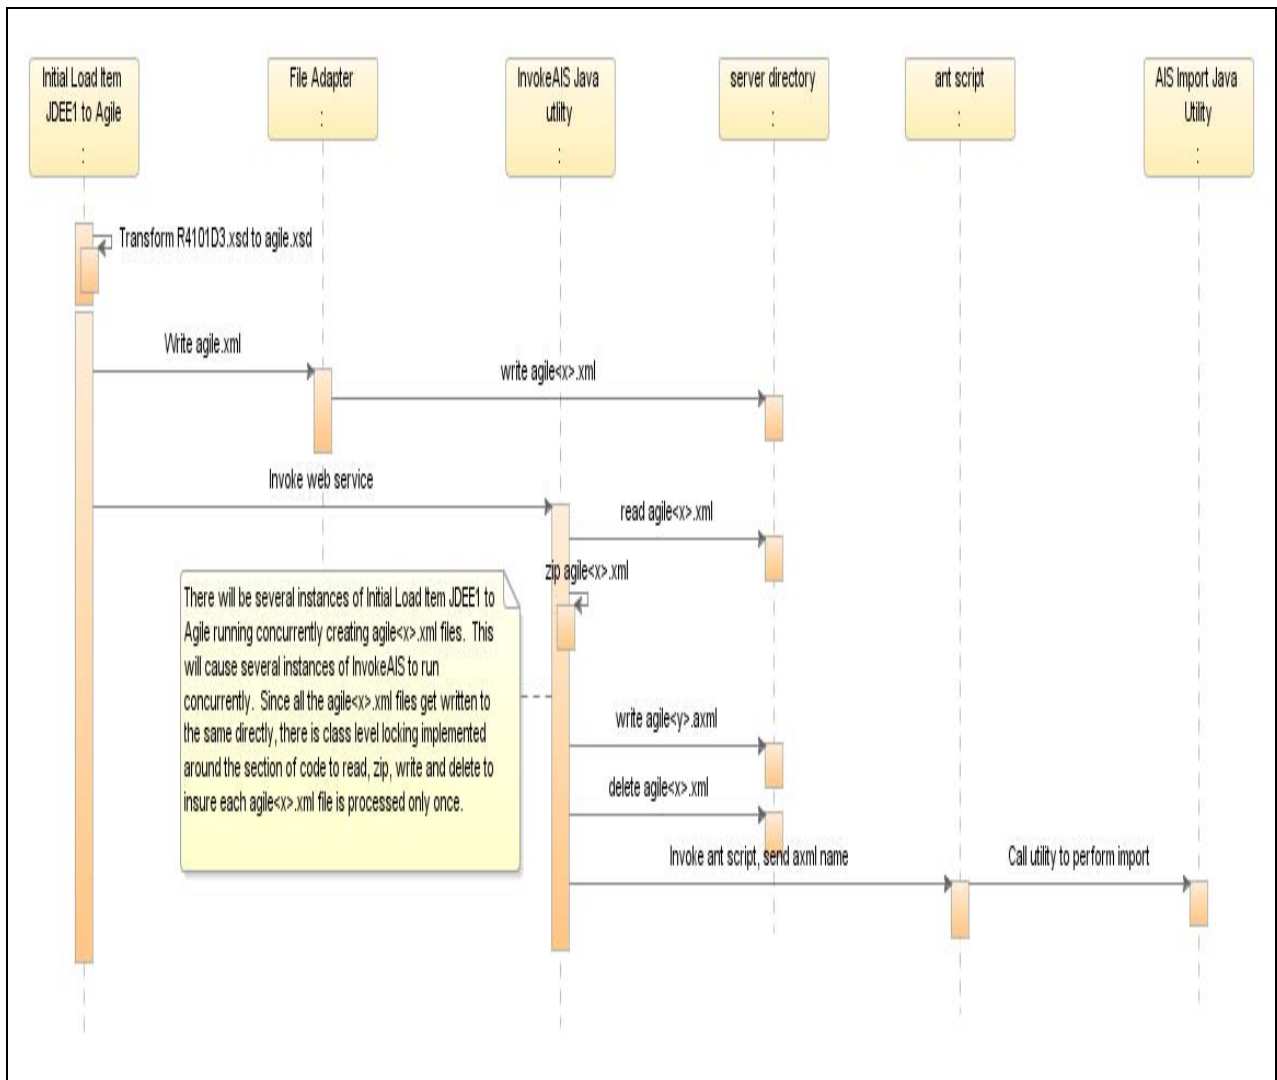 Initial Load Item
JDEE1 to Agile
:
File Adapter
:
InvokeAIS Java
utility
:
server directory
:
ant script
:
AIS Import Java
Utility
:
Transform R4101D3.xsd to agile.xsd
Write agile.xml
write agile<x>.xml
Invoke web service
read agile<x>.xml
zip agile<x>.xml
There will be several instances of Initial Load Item JDEE1 to
Agile running concurrently creating agile<x>.xml files. This
will cause several instances of InvokeAIS to run
concurrently. Since all the agile<x>.xml files get written to
the same directly, there is class level locking implemented
around the section of code to read, zip, write and delete to
insure each agile<x>.xml file is processed only once.
write agile<y>.axml
delete agile<x>.xml
Invoke ant script, send axml name
Call utility to perform import